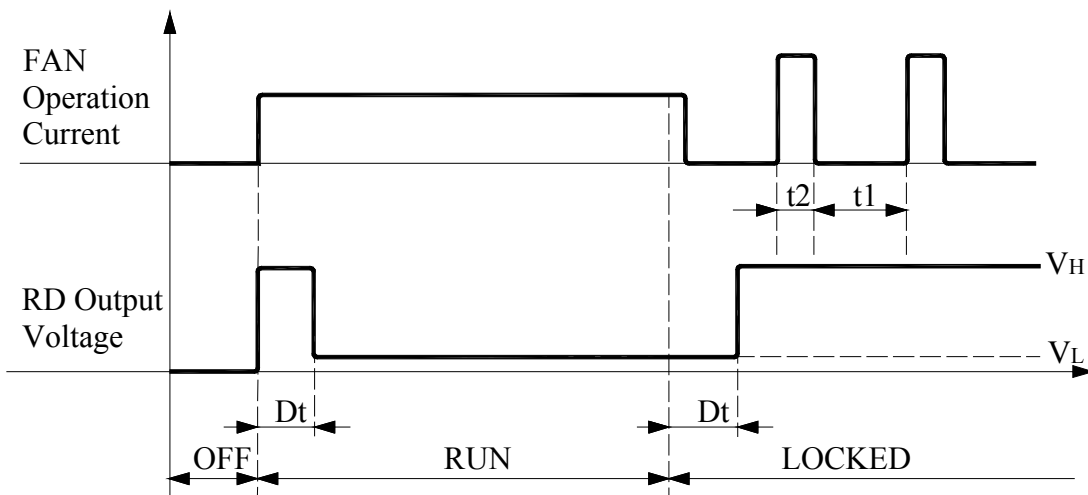 FAN
Operation
Current
t2
t1
RD Output
Voltage
VH
VL
Dt
Dt
OFF
RUN
LOCKED